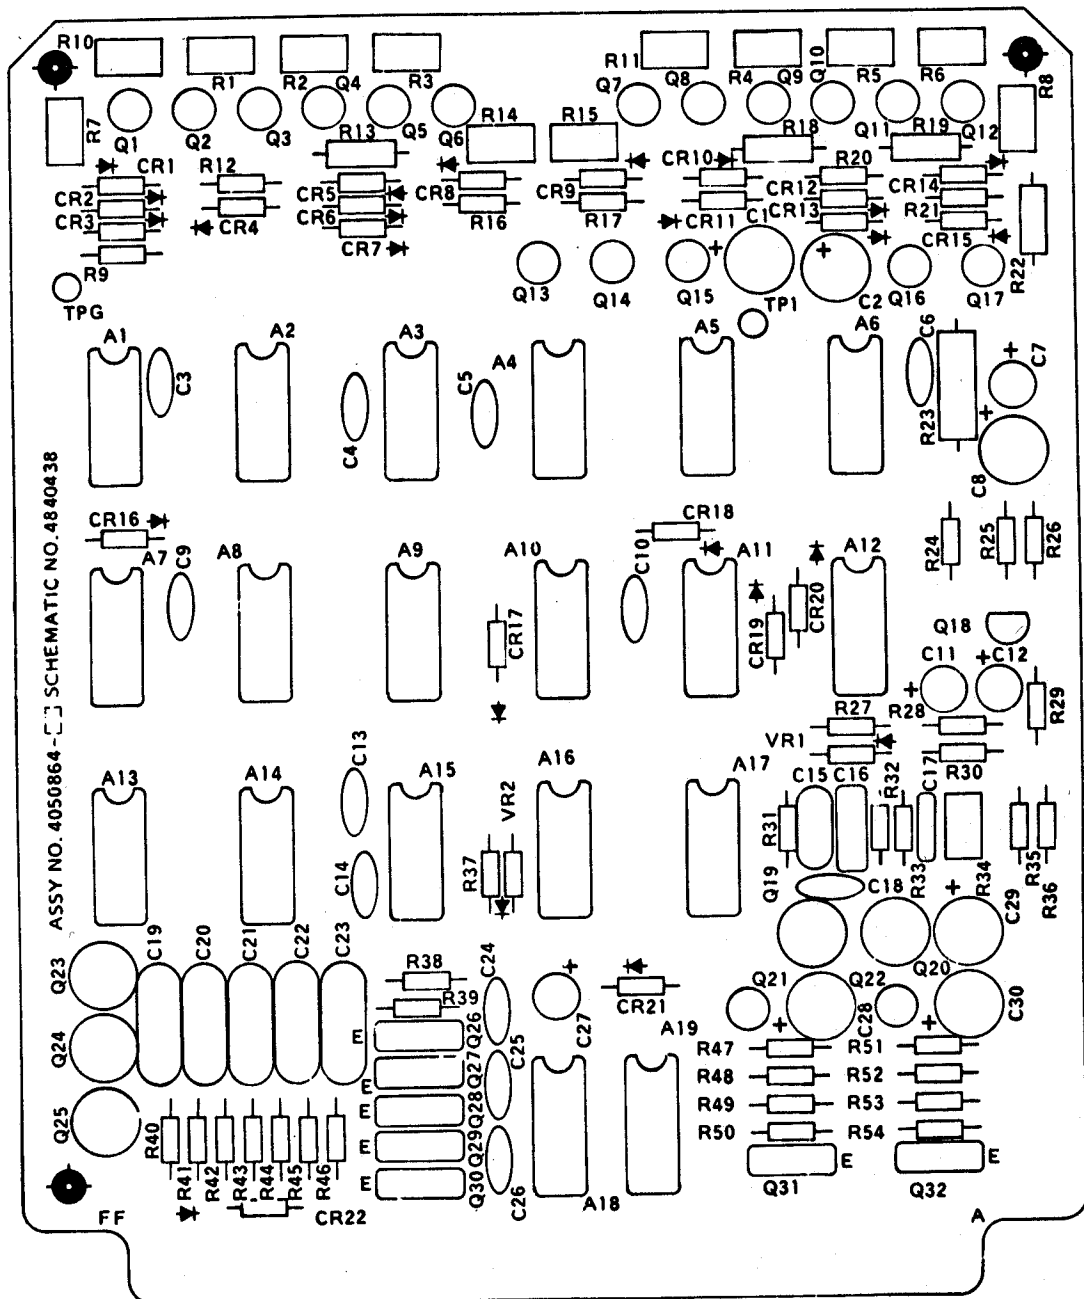 R10
R1
R2
Q4
R3
R11
Q7
Q8
R4
Q9
Q10
R5
R6
R8
R7
Q1
Q2
Q3
R13
Q5
Q6
R14
R15
R18
Q11
R19
Q12
CR1
R12
CR10
R20
CR2
CR5
CR8
CR9
CR12
CR14
CR3
CR4
CR6
R16
R17
CR11
C1
CR13
R21
CR7
CR15
R9
R22
Q13
Q14
Q15
TP1
C2
Q16
Q17
TPG
A1
A2
A3
A4
A5
A6
C6
C7
C3
C4
C5
R23
C8
ASSY NO. 4050864-[ ] SCHEMATIC NO. 4840438
CR16
CR18
A7
C9
A8
A9
A10
C10
A11
A12
R24
R25
R26
CR17
CR19
CR20
Q18
C11
C12
R27
R28
R29
VR1
R30
A13
A14
C13
A15
A16
A17
C15
C16
R32
C17
VR2
R31
C14
R37
Q19
C18
R33
R34
R35
R36
C29
Q23
C19
C20
C21
C22
C23
R38
C24
Q21
Q22
Q20
R39
CR21
C30
Q24
E
Q26
C25
C27
A19
C28
R47
R51
Q27
R48
R52
E
Q28
R49
R53
Q25
R40
E
Q29
R50
R54
R41
R42
R43
R44
R45
R46
E
Q30
C26
A18
E
E
Q31
Q32
FF
CR22
A